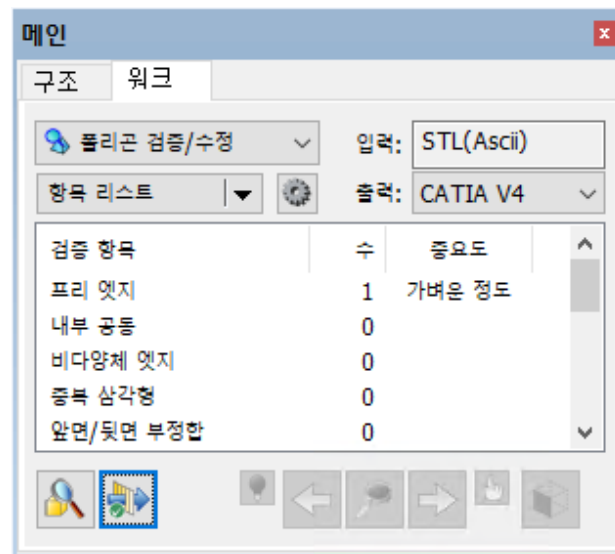 메인
구조 워크
폴리곤 검증/수정 입력: STL(Ascii)
항목 리스트 출력: CATIA V4
검증 항목 수 중요도
프리 엣지 1 가벼운 정도
내부 공동 0
비다양체 엣지 0
중복 삼각형 0
앞면/뒷면 부정합 0